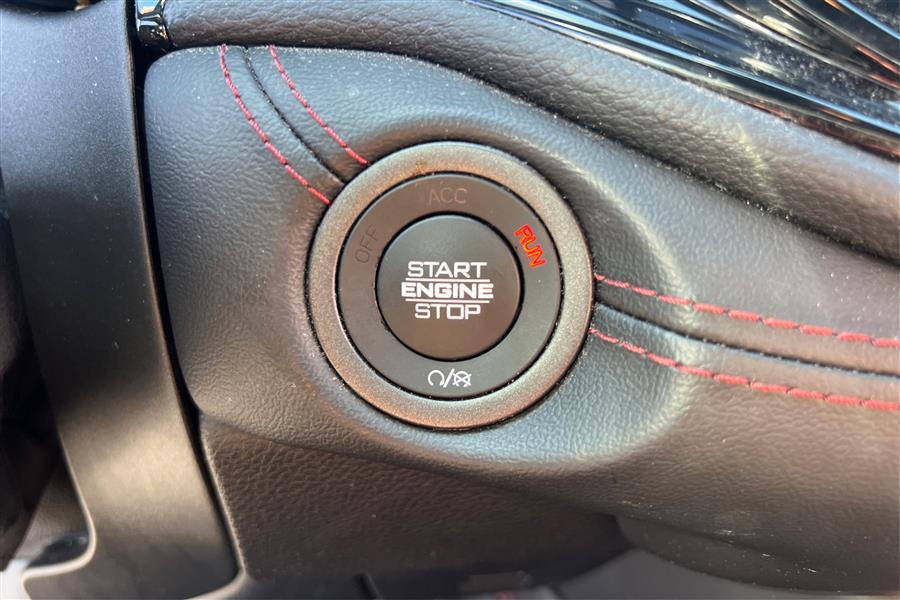 ACC
OFF
RUN
START
ENGINE
STOP